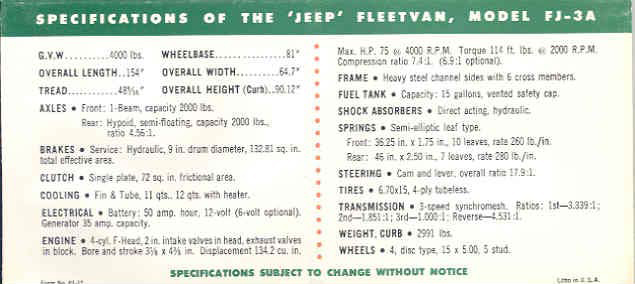 SPECIFICATIONS OF THE 'JEEP' FLEETVAN, MODEL FJ-3A
G.V.W..........4000 lbs. WHEELBASE................81"
OVERALL LENGTH..154" OVERALL WIDTH..........64.7"
TREAD...........48 5/16" OVERALL HEIGHT (Curb)..90.12"
AXLES • Front: 1-Beam, capacity 2000 lbs.
Rear: Hypoid, semi-floating, capacity 2000 lbs.,
ratio 4.56:1.
BRAKES • Service: Hydraulic, 9 in. drum diameter, 132.81 sq. in.
total effective area.
CLUTCH • Single plate, 72 sq. in. frictional area.
COOLING • Fin & Tube, 11 qts., 12 qts. with heater.
ELECTRICAL • Battery: 50 amp. hour, 12-volt (6-volt optional).
Generator 35 amp. capacity.
ENGINE • 4-cyl. F-Head, 2 in. intake valves in head, exhaust valves
in block. Bore and stroke 3⅛ x 4⅜ in. Displacement 134.2 cu. in.
Max. H.P. 75 @ 4000 R.P.M. Torque 114 ft. lbs. @ 2000 R.P.M.
Compression ratio 7.4:1. (6.9:1 optional).
FRAME • Heavy steel channel sides with 6 cross members.
FUEL TANK • Capacity: 15 gallons, vented safety cap.
SHOCK ABSORBERS • Direct acting, hydraulic.
SPRINGS • Semi-elliptic leaf type.
Front: 36.25 in. x 1.75 in., 10 leaves, rate 260 lb./in.
Rear: 46 in. x 2.50 in., 7 leaves, rate 280 lb./in.
STEERING • Cam and lever, overall ratio 17.9:1.
TIRES • 6.70x15, 4-ply tubeless.
TRANSMISSION • 3-speed synchromesh. Ratios: 1st—3.339:1;
2nd—1.851:1; 3rd—1.000:1; Reverse—4.531:1.
WEIGHT, CURB • 2991 lbs.
WHEELS • 4, disc type, 15 x 5.00, 5 stud.
SPECIFICATIONS SUBJECT TO CHANGE WITHOUT NOTICE
Form No.
Litho in U.S.A.